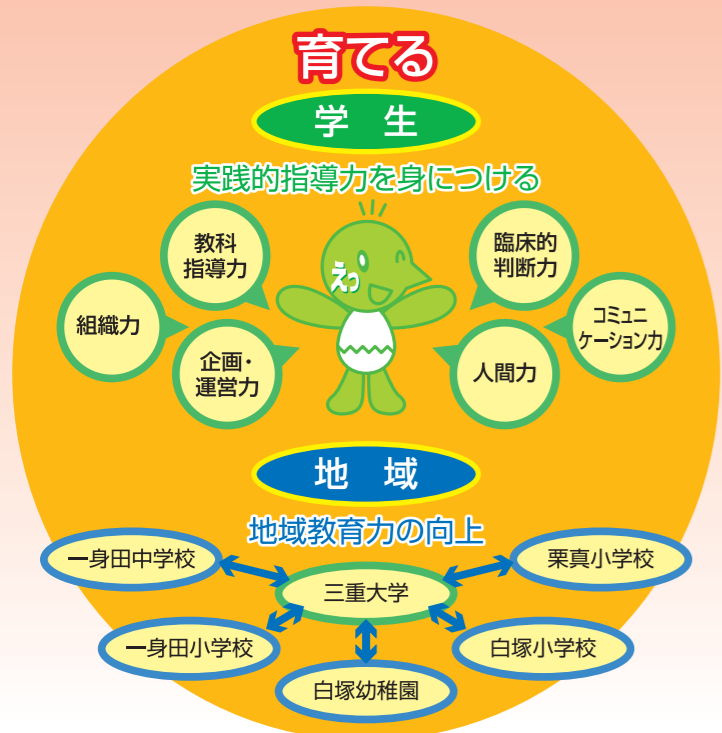 育てる
学 生
実践的指導力を身につける
教科
指導力
臨床的
判断力
えっ
組織力
コミュニ
ケーション力
企画・
運営力
人間力
地 域
地域教育力の向上
一身田中学校
栗真小学校
三重大学
一身田小学校
白塚小学校
白塚幼稚園